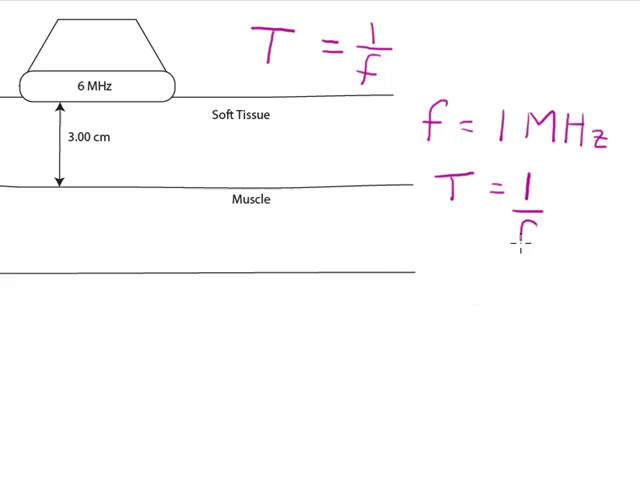 T = 1/f
6 MHz
Soft Tissue
3.00 cm
f = 1 MHz
T = 1/f
Muscle